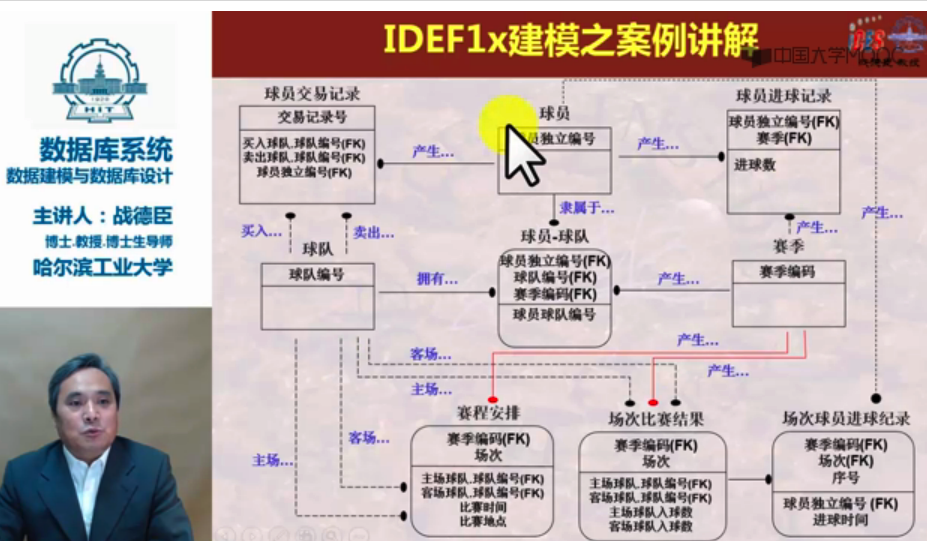 IDEF1x建模之案例讲解
中国大学MOOC
HIT
数据库系统
数据建模与数据库设计
主讲人：战德臣
博士.教授.博士生导师
哈尔滨工业大学
球员交易记录
交易记录号
买入球队.球队编号(FK)
卖出球队.球队编号(FK)
球员独立编号(FK)
产生...
球员
员独立编号
产生...
球员进球记录
球员独立编号(FK)
赛季(FK)
进球数
买入...
卖出...
隶属于...
产生...
产生...
球队
球队编号
拥有...
球员-球队
球员独立编号(FK)
球队编号(FK)
赛季编码(FK)
球员球队编号
产生...
赛季
赛季编码
产生...
产生...
客场...
主场...
客场...
主场...
赛程安排
赛季编码(FK)
场次
主场球队.球队编号(FK)
客场球队.球队编号(FK)
比赛时间
比赛地点
场次比赛结果
赛季编码(FK)
场次
主场球队.球队编号(FK)
客场球队.球队编号(FK)
主场球队入球数
客场球队入球数
场次球员进球纪录
赛季编码(FK)
场次(FK)
序号
球员独立编号 (FK)
进球时间